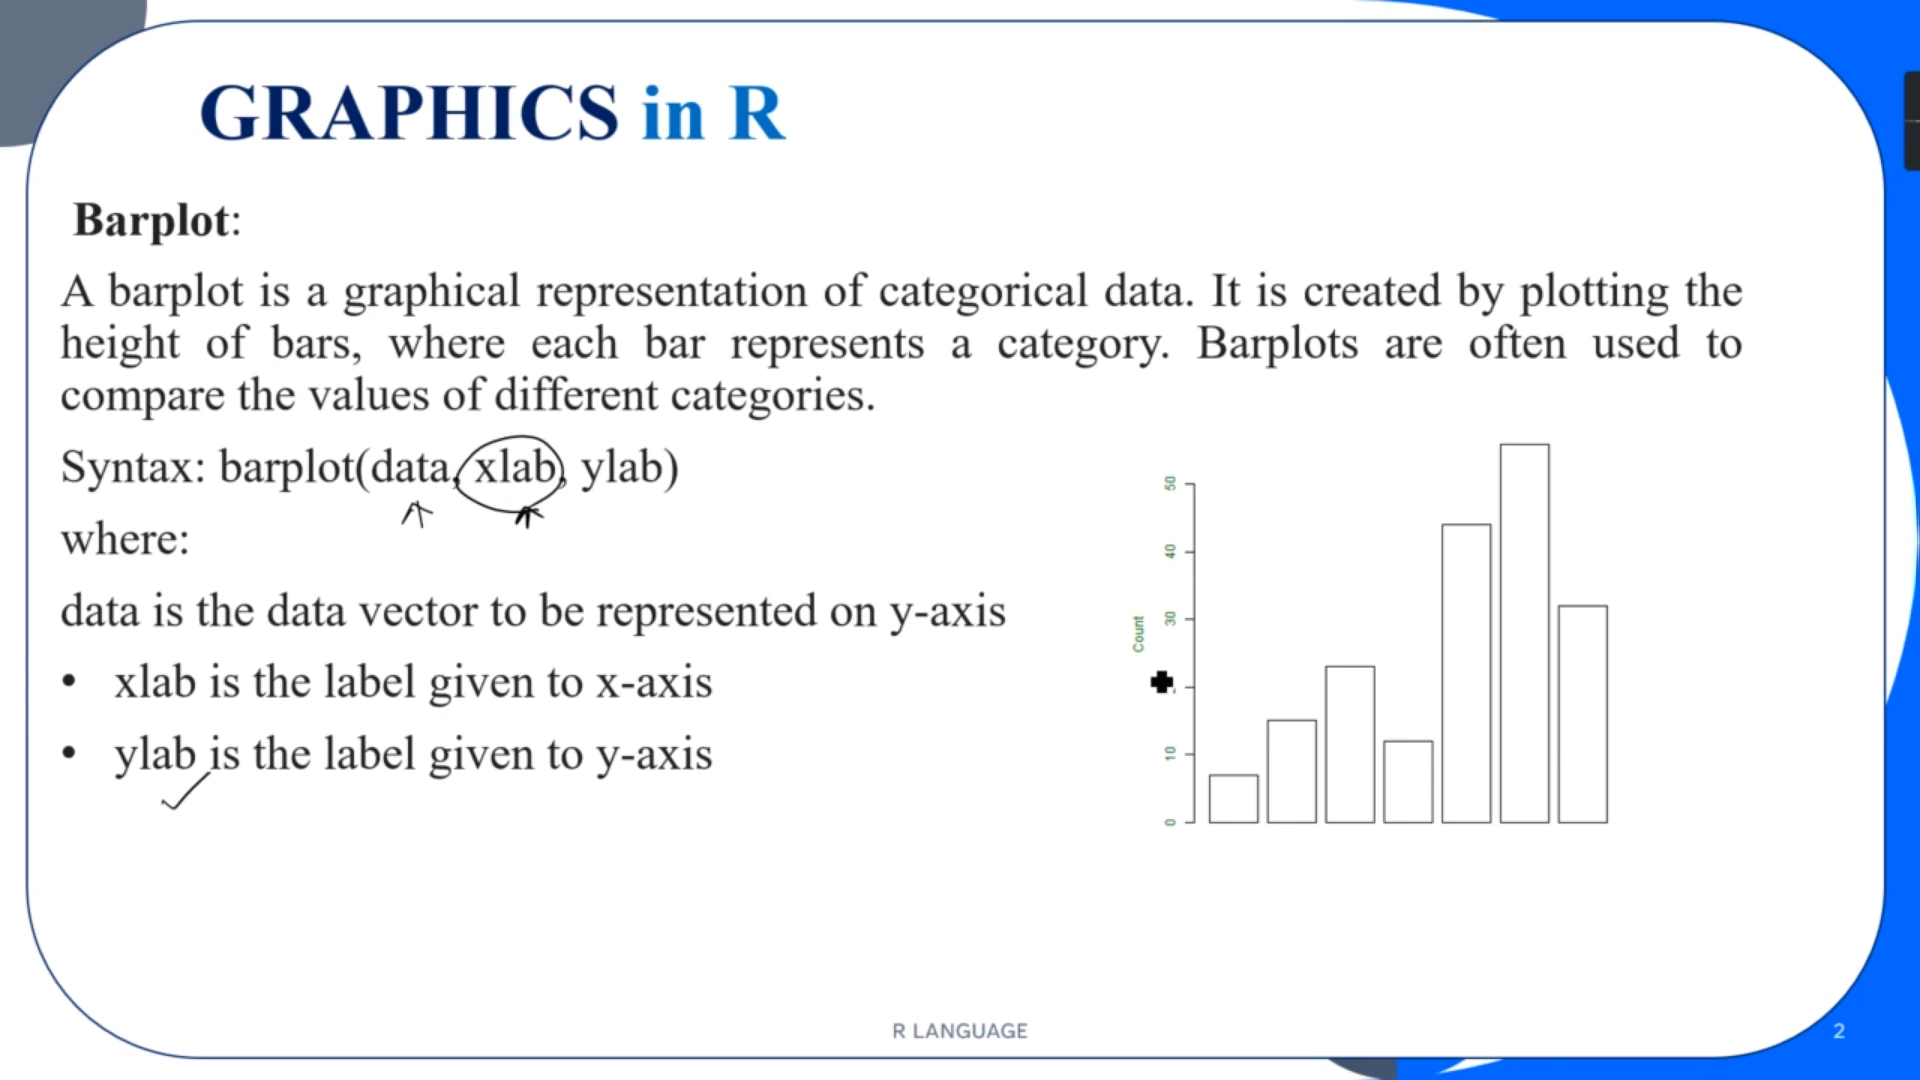 GRAPHICS in R
Barplot:
A barplot is a graphical representation of categorical data. It is created by plotting the
height of bars, where each bar represents a category. Barplots are often used to
compare the values of different categories.
Syntax: barplot(data, xlab, ylab)
where:
data is the data vector to be represented on y-axis
• xlab is the label given to x-axis
• ylab is the label given to y-axis
50
40
30
10
0
Count
R LANGUAGE
2